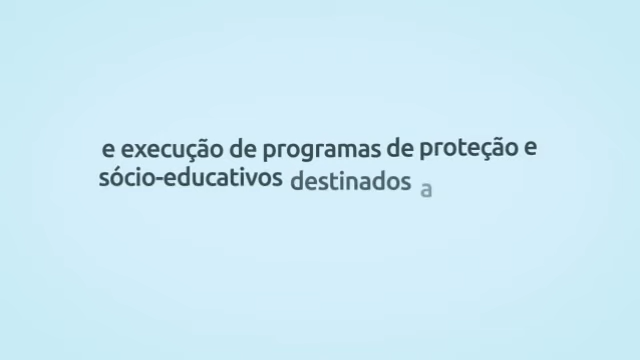 e execução de programas de proteção e
sócio-educativos destinados a